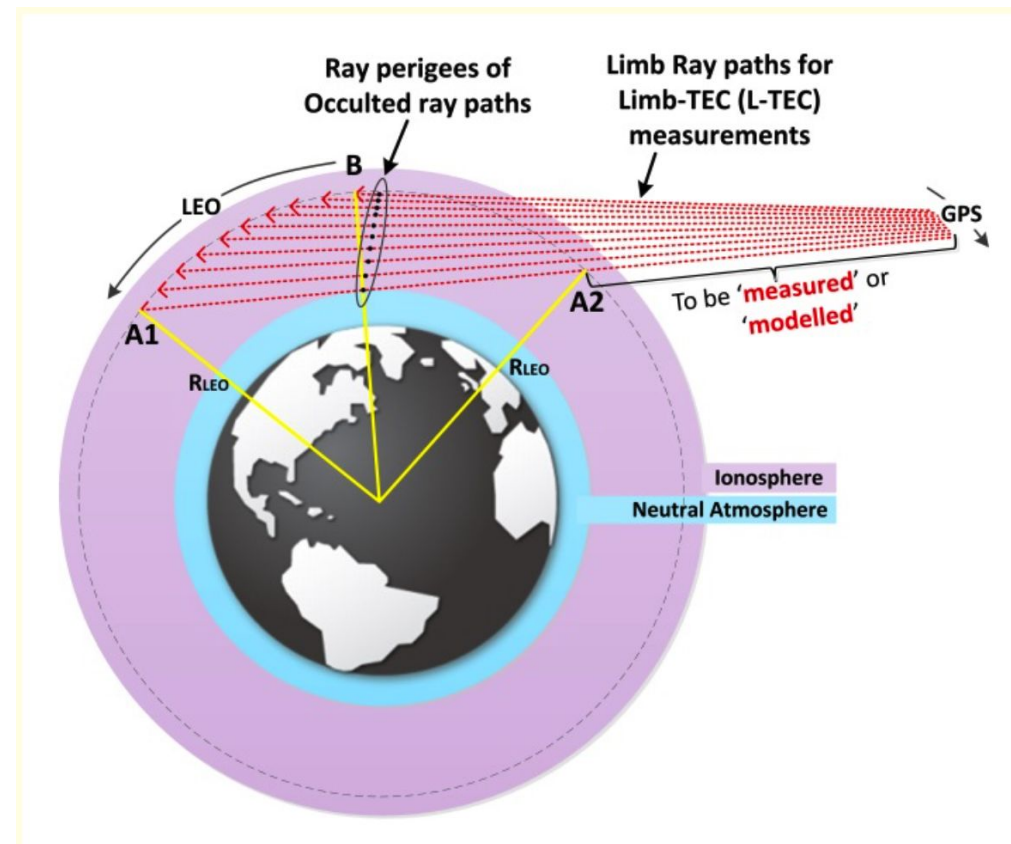 Ray perigees of
Occulted ray paths
Limb Ray paths for
Limb-TEC (L-TEC)
measurements
B
LEO
GPS
To be ‘measured’ or
‘modelled’
A2
A1
RLEO
RLEO
Ionosphere
Neutral Atmosphere